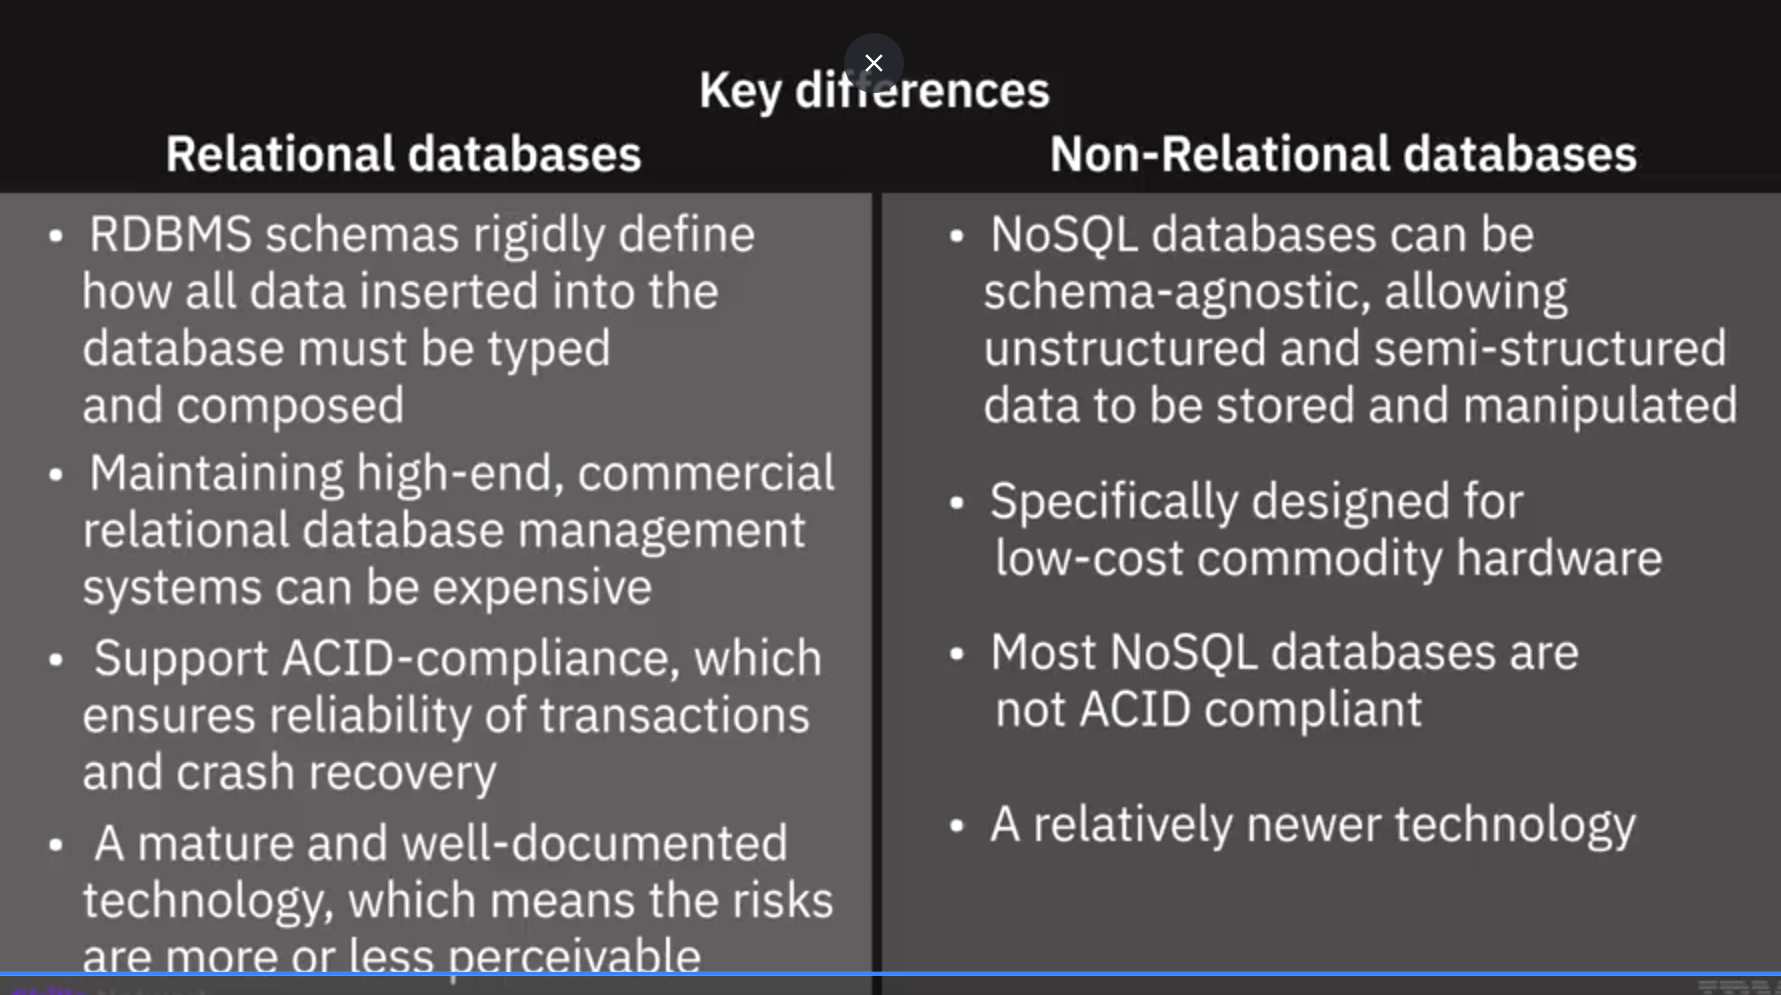 Key differences
Relational databases
• RDBMS schemas rigidly define
how all data inserted into the
database must be typed
and composed
• Maintaining high-end, commercial
relational database management
systems can be expensive
• Support ACID-compliance, which
ensures reliability of transactions
and crash recovery
• A mature and well-documented
technology, which means the risks
are more or less perceivable
Non-Relational databases
• NoSQL databases can be
schema-agnostic, allowing
unstructured and semi-structured
data to be stored and manipulated
• Specifically designed for
low-cost commodity hardware
• Most NoSQL databases are
not ACID compliant
• A relatively newer technology